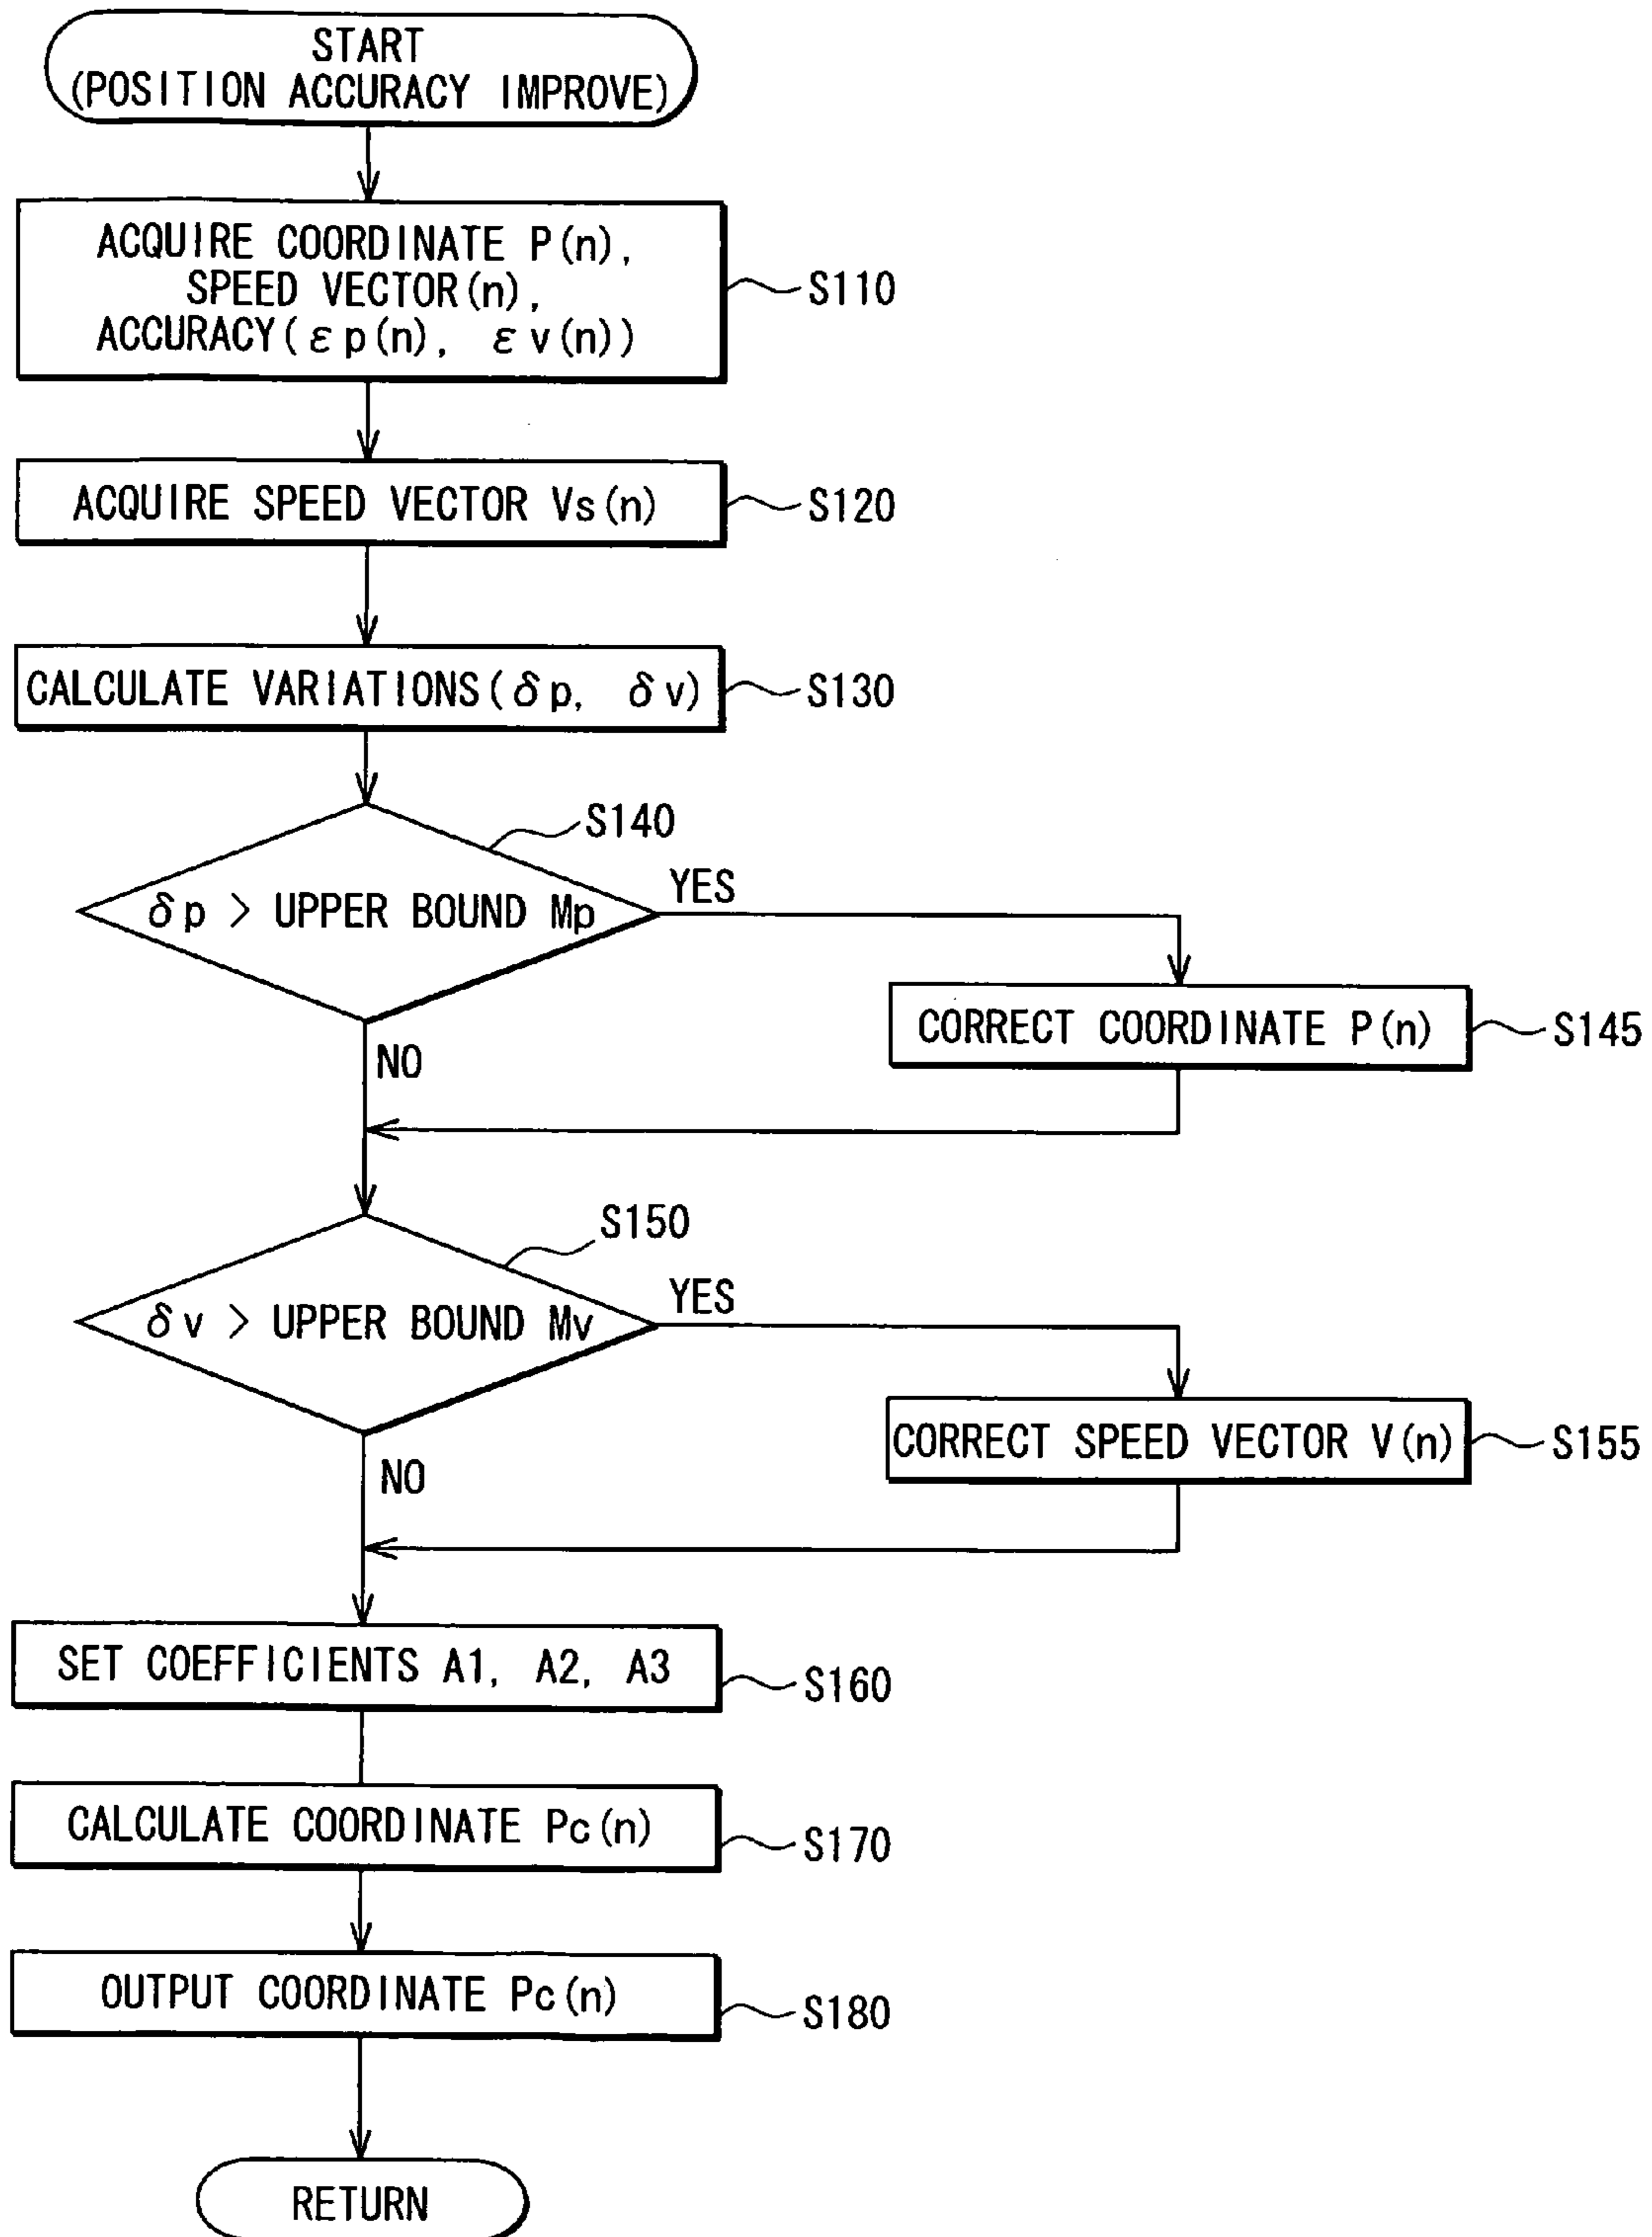 START
(POSITION ACCURACY IMPROVE)
ACQUIRE COORDINATE P(n),
SPEED VECTOR(n),
ACCURACY(εp(n), εv(n))
S110
ACQUIRE SPEED VECTOR Vs(n)
S120
CALCULATE VARIATIONS(δp, δv)
S130
S140
δp > UPPER BOUND Mp
YES
CORRECT COORDINATE P(n)
S145
NO
S150
δv > UPPER BOUND Mv
YES
CORRECT SPEED VECTOR V(n)
S155
NO
SET COEFFICIENTS A1, A2, A3
S160
CALCULATE COORDINATE Pc(n)
S170
OUTPUT COORDINATE Pc(n)
S180
RETURN